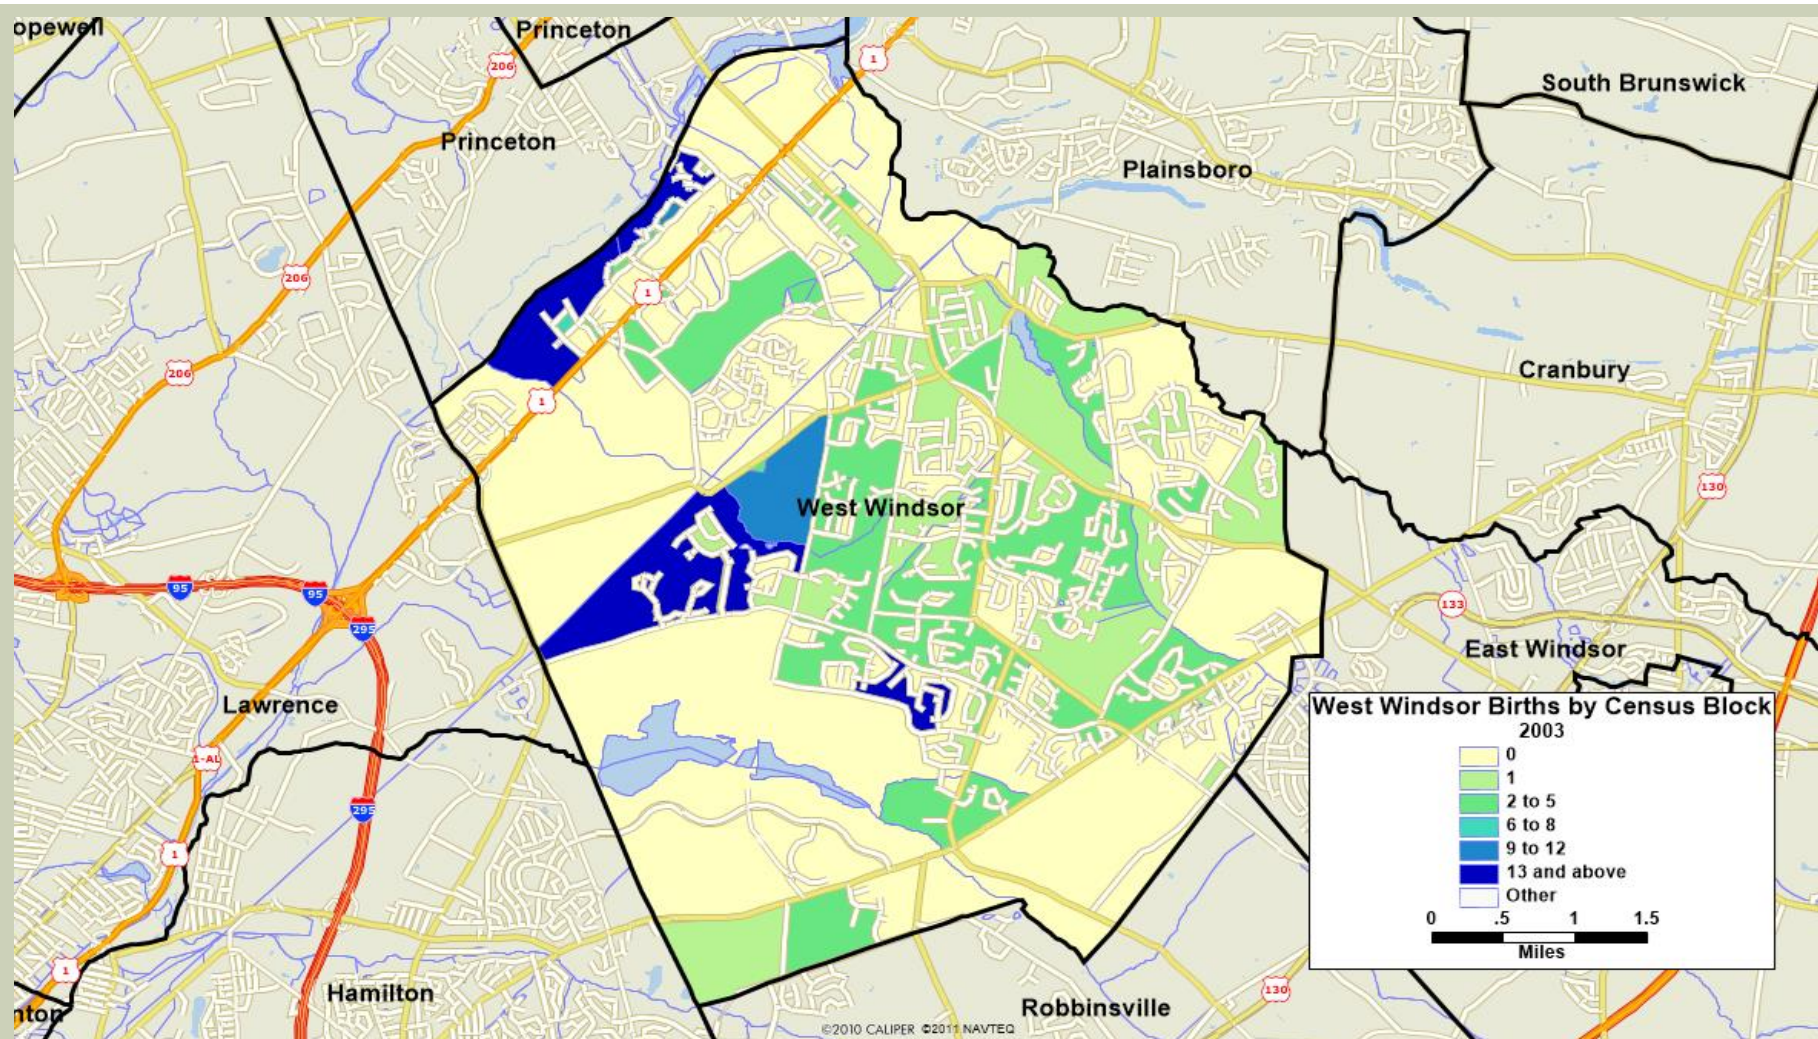 opewell
Princeton
206
1
South Brunswick
Princeton
Plainsboro
206
1
206
Cranbury
1
130
West Windsor
95
95
133
295
East Windsor
Lawrence
1-AL
295
1
1
Hamilton
nton
Robbinsville
130
West Windsor Births by Census Block
2003
0
1
2 to 5
6 to 8
9 to 12
13 and above
Other
0 .5 1 1.5
Miles
©2010 CALIPER ©2011 NAVTEQ